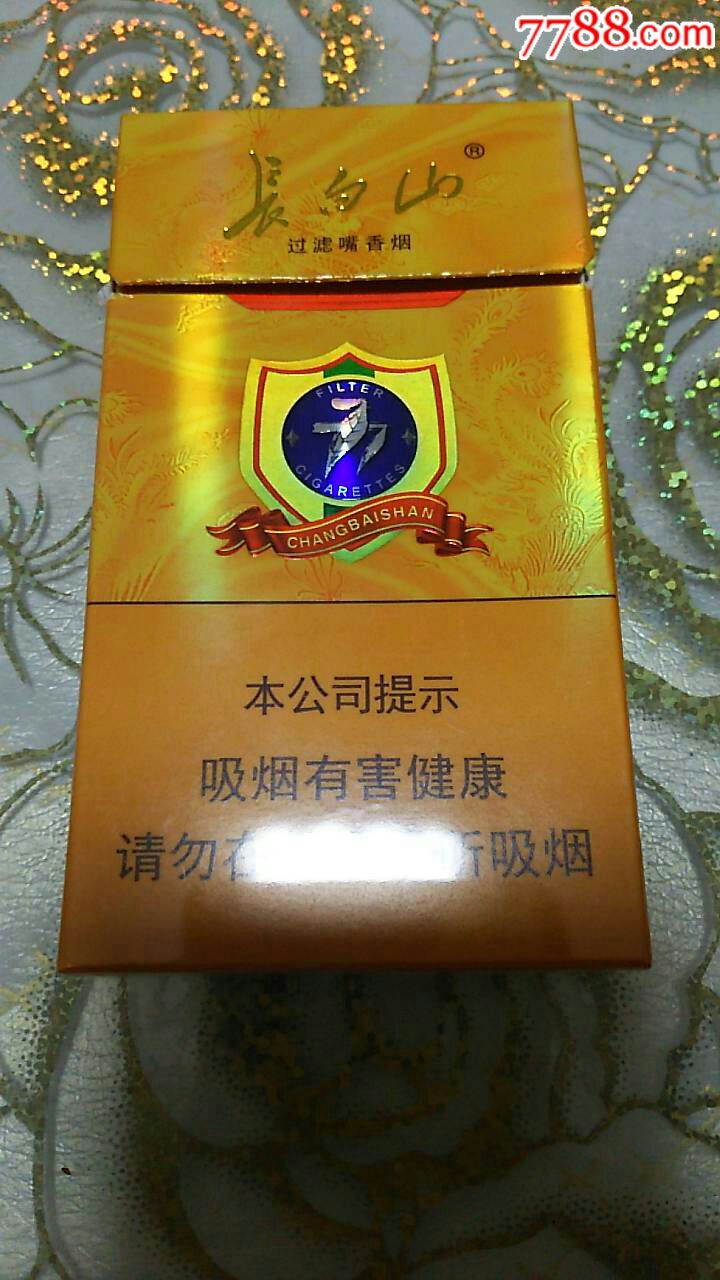 7788.com
長白山®
过滤嘴香烟
FILTER
CIGARETTES
CHANGBAISHAN
本公司提示
吸烟有害健康
请勿在 所吸烟